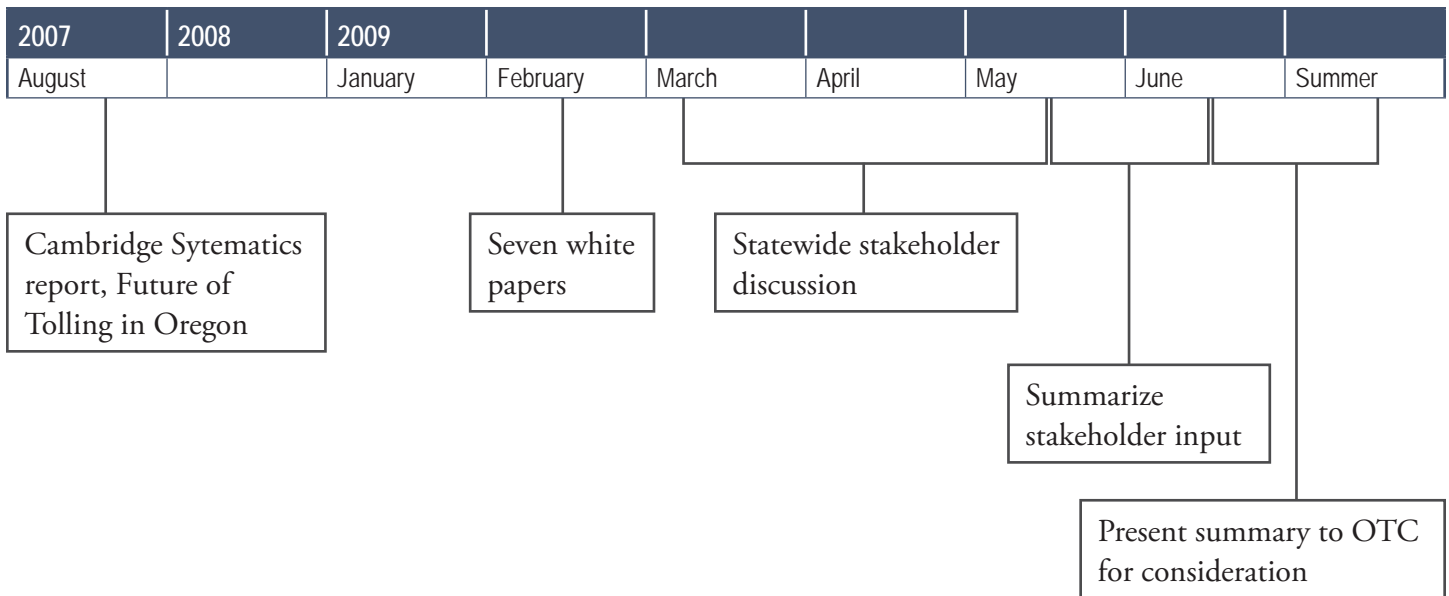 2007 2008 2009
August January February March April May June Summer
Cambridge Sytematics
report, Future of
Tolling in Oregon
Seven white
papers
Statewide stakeholder
discussion
Summarize
stakeholder input
Present summary to OTC
for consideration